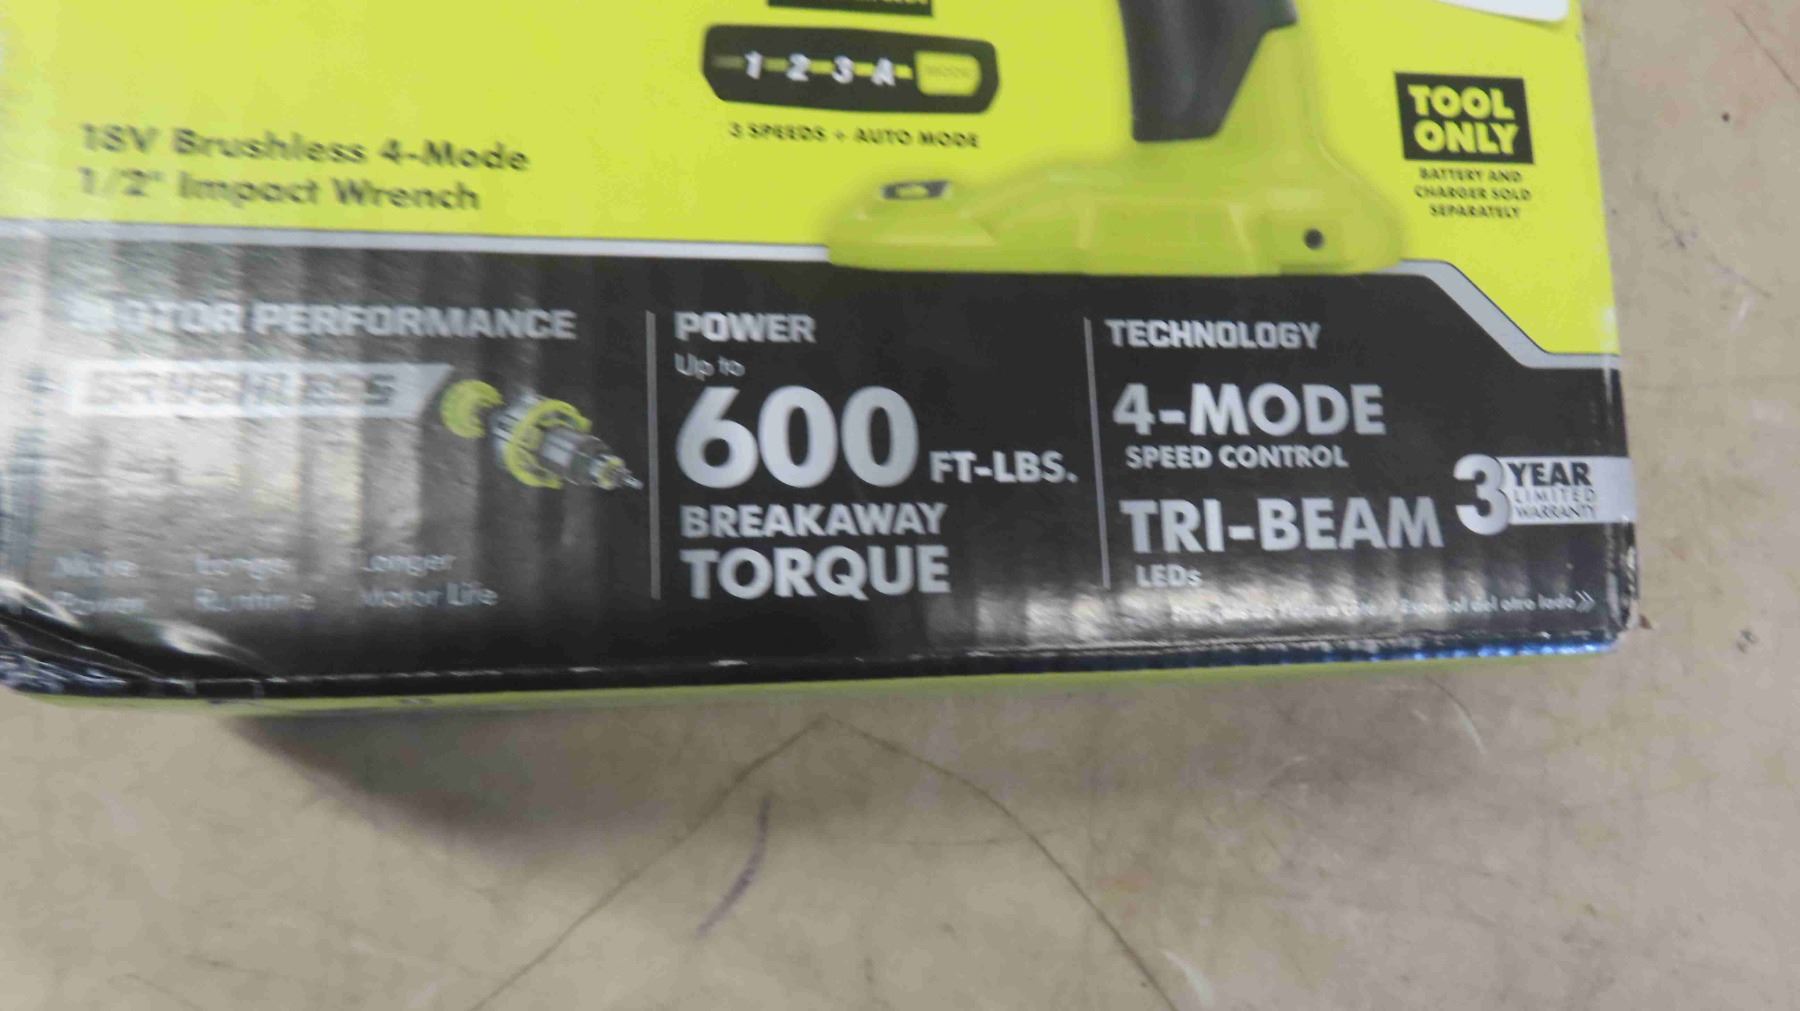 1-2-3-A- MODE
3 SPEEDS + AUTO MODE
18V Brushless 4-Mode
1/2" Impact Wrench
TOOL
ONLY
BATTERY AND
CHARGER SOLD
SEPARATELY
MOTOR PERFORMANCE
BRUSHLESS
More
Power
Longer
Runtime
Longer
Motor Life
POWER
Up to
600 FT-LBS.
BREAKAWAY
TORQUE
TECHNOLOGY
4-MODE
SPEED CONTROL
TRI-BEAM
LEDs
3 YEAR
LIMITED
WARRANTY
Español del otro lado